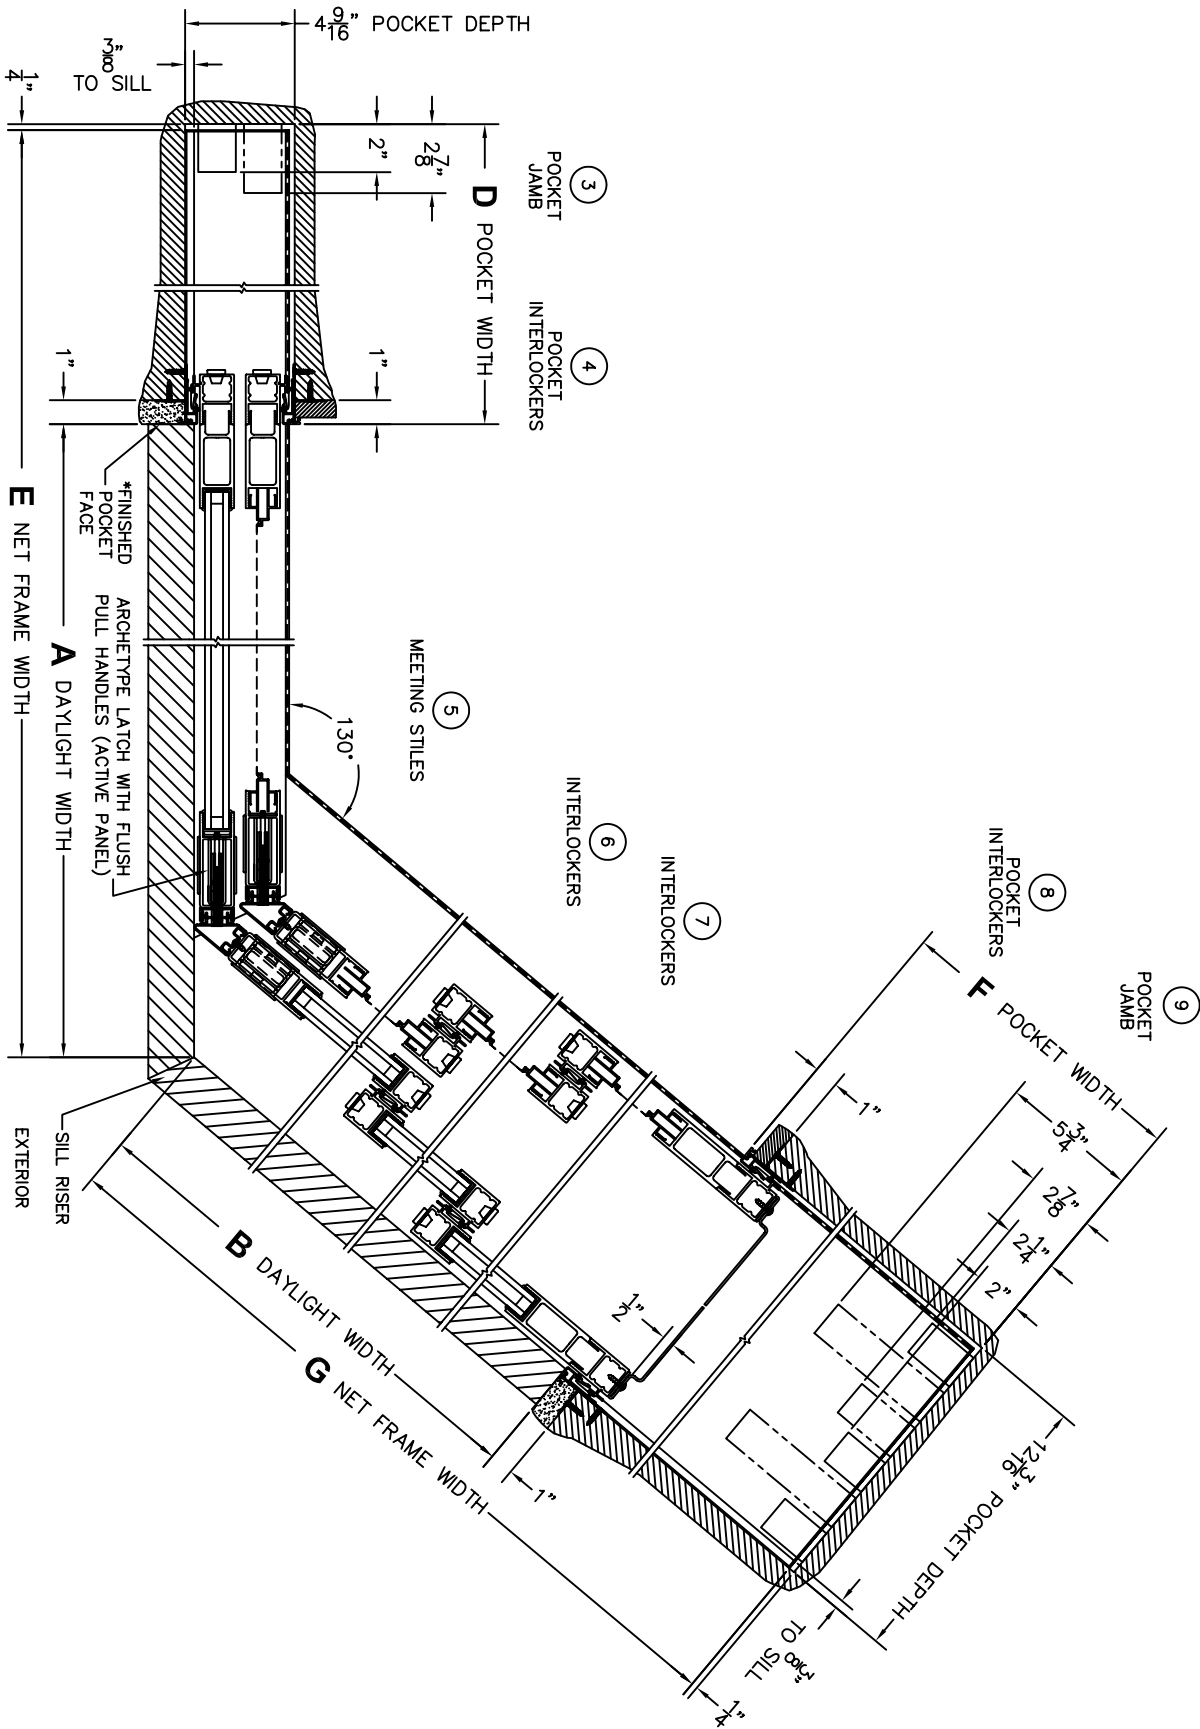 4 9/16" POCKET DEPTH
3/8"
TO SILL
1/4"
2"
2 7/8"
D POCKET WIDTH
3
POCKET
JAMB
4
POCKET
INTERLOCKERS
1"
1"
*FINISHED
POCKET
FACE
E NET FRAME WIDTH
A DAYLIGHT WIDTH
ARCHETYPE LATCH WITH FLUSH
PULL HANDLES (ACTIVE PANEL)
5
MEETING STILES
130°
6
INTERLOCKERS
7
INTERLOCKERS
8
POCKET
INTERLOCKERS
9
POCKET
JAMB
F POCKET WIDTH
1"
5 3/4"
2 7/8"
2 1/4"
2"
1/2"
12 3/16" POCKET DEPTH
3/8"
TO SILL
1/4"
1"
B DAYLIGHT WIDTH
G NET FRAME WIDTH
SILL RISER
EXTERIOR